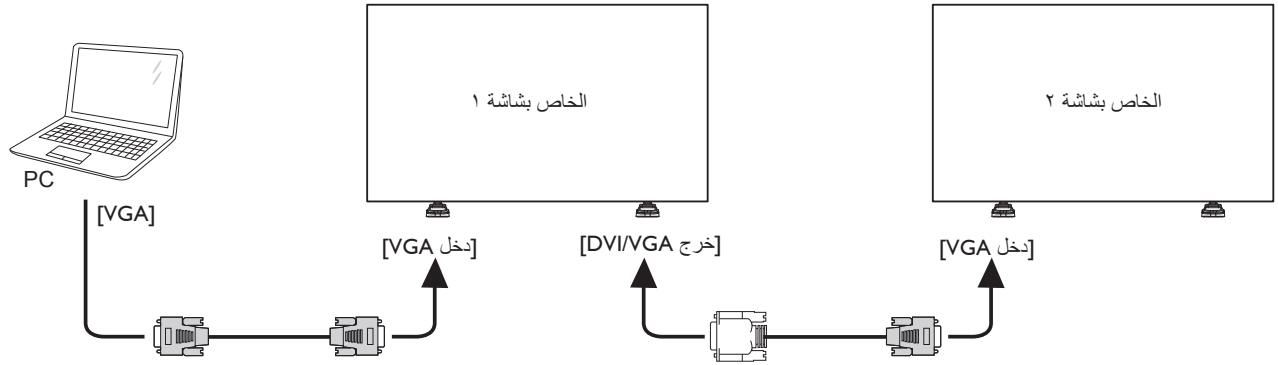 الخاص بشاشة ١
الخاص بشاشة ٢
PC
[VGA]
[دخل VGA]
[خرج DVI/VGA]
[دخل VGA]